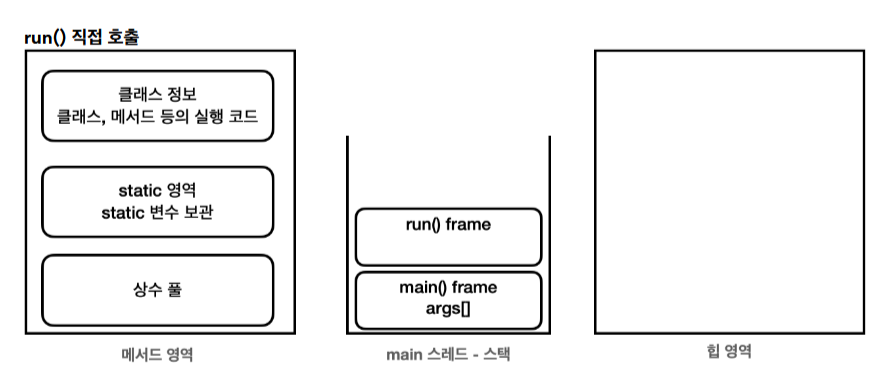 run() 직접 호출
클래스 정보
클래스, 메서드 등의 실행 코드
static 영역
static 변수 보관
상수 풀
메서드 영역
run() frame
main() frame
args[]
main 스레드 - 스택
힙 영역